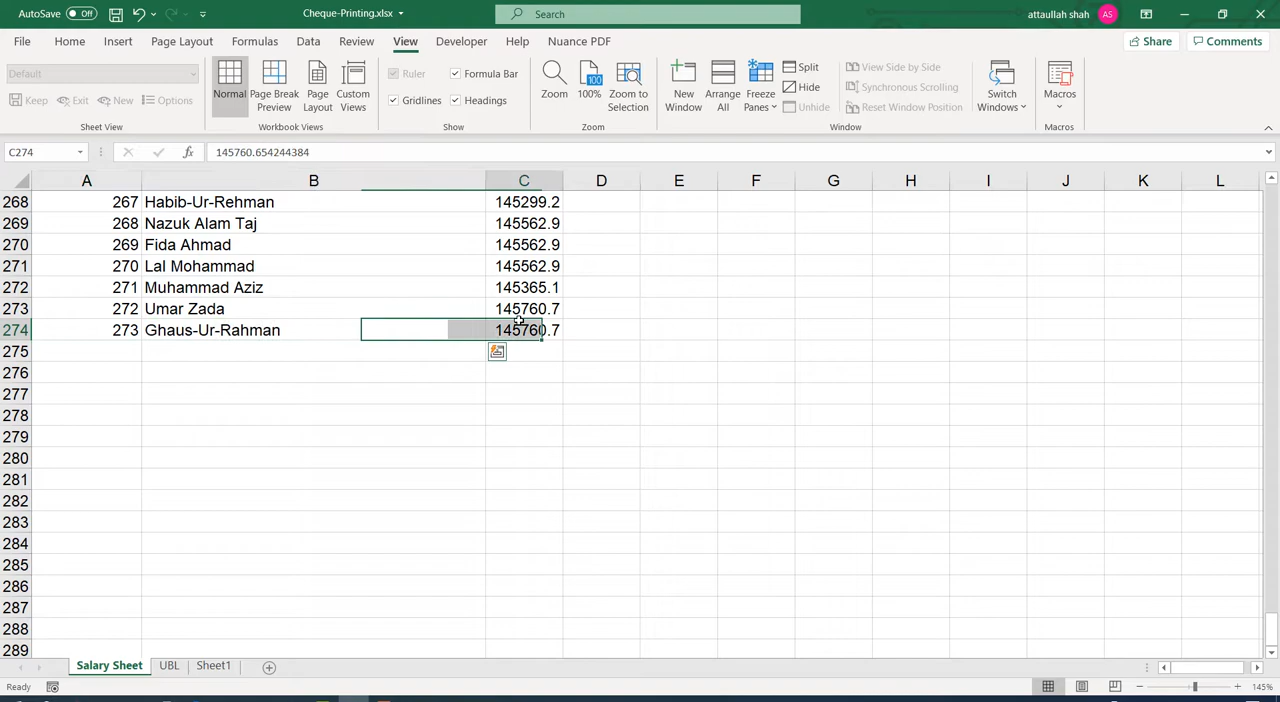 AutoSave Off Cheque-Printing.xlsx Search attaullah shah AS
File Home Insert Page Layout Formulas Data Review View Developer Help Nuance PDF Share Comments
Default
Keep Exit New Options
Sheet View
Normal
Page Break Preview
Page Layout
Custom Views
Workbook Views
Ruler Formula Bar
Gridlines Headings
Show
Zoom
100 100%
Zoom to Selection
Zoom
New Window
Arrange All
Freeze Panes
Split
Hide
Unhide
View Side by Side
Synchronous Scrolling
Reset Window Position
Window
Switch Windows
Macros
Macros
C274 fx 145760.654244384
A B C D E F G H I J K L
268 267 Habib-Ur-Rehman 145299.2
269 268 Nazuk Alam Taj 145562.9
270 269 Fida Ahmad 145562.9
271 270 Lal Mohammad 145562.9
272 271 Muhammad Aziz 145365.1
273 272 Umar Zada 145760.7
274 273 Ghaus-Ur-Rahman 145760.7
275
276
277
278
279
280
281
282
283
284
285
286
287
288
289
Salary Sheet UBL Sheet1
Ready 145%